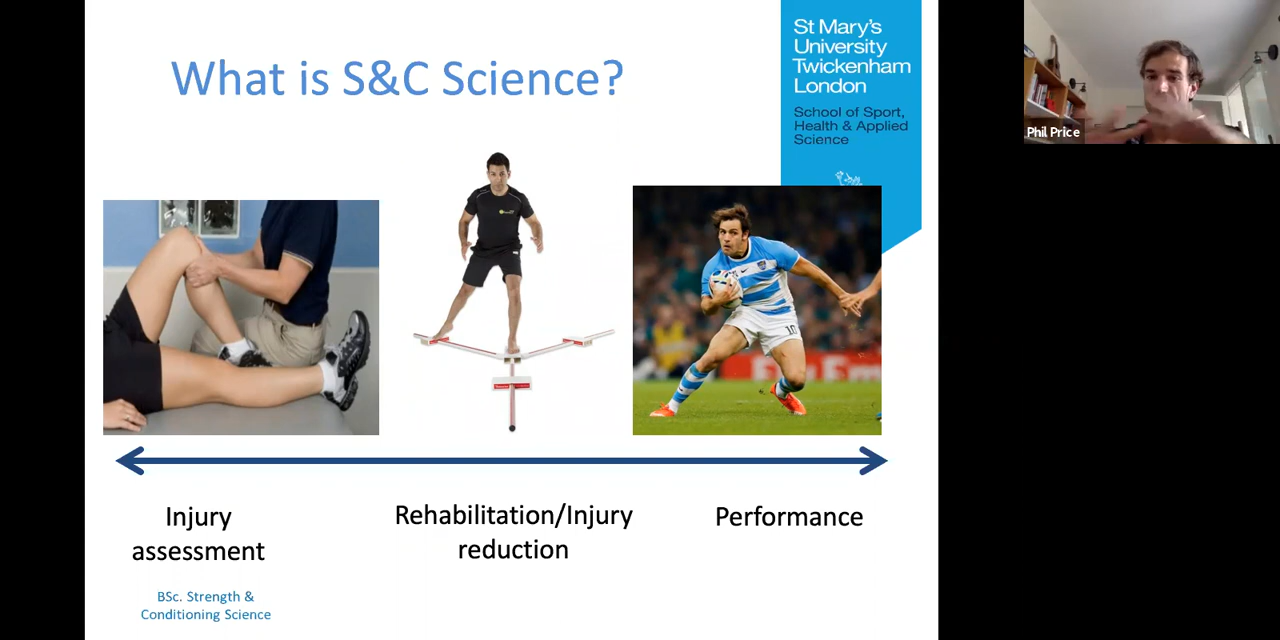 What is S&C Science?
St Mary's
University
Twickenham
London
School of Sport,
Health & Applied
Science
Phil Price
10
Injury
assessment
Rehabilitation/Injury
reduction
Performance
BSc. Strength &
Conditioning Science